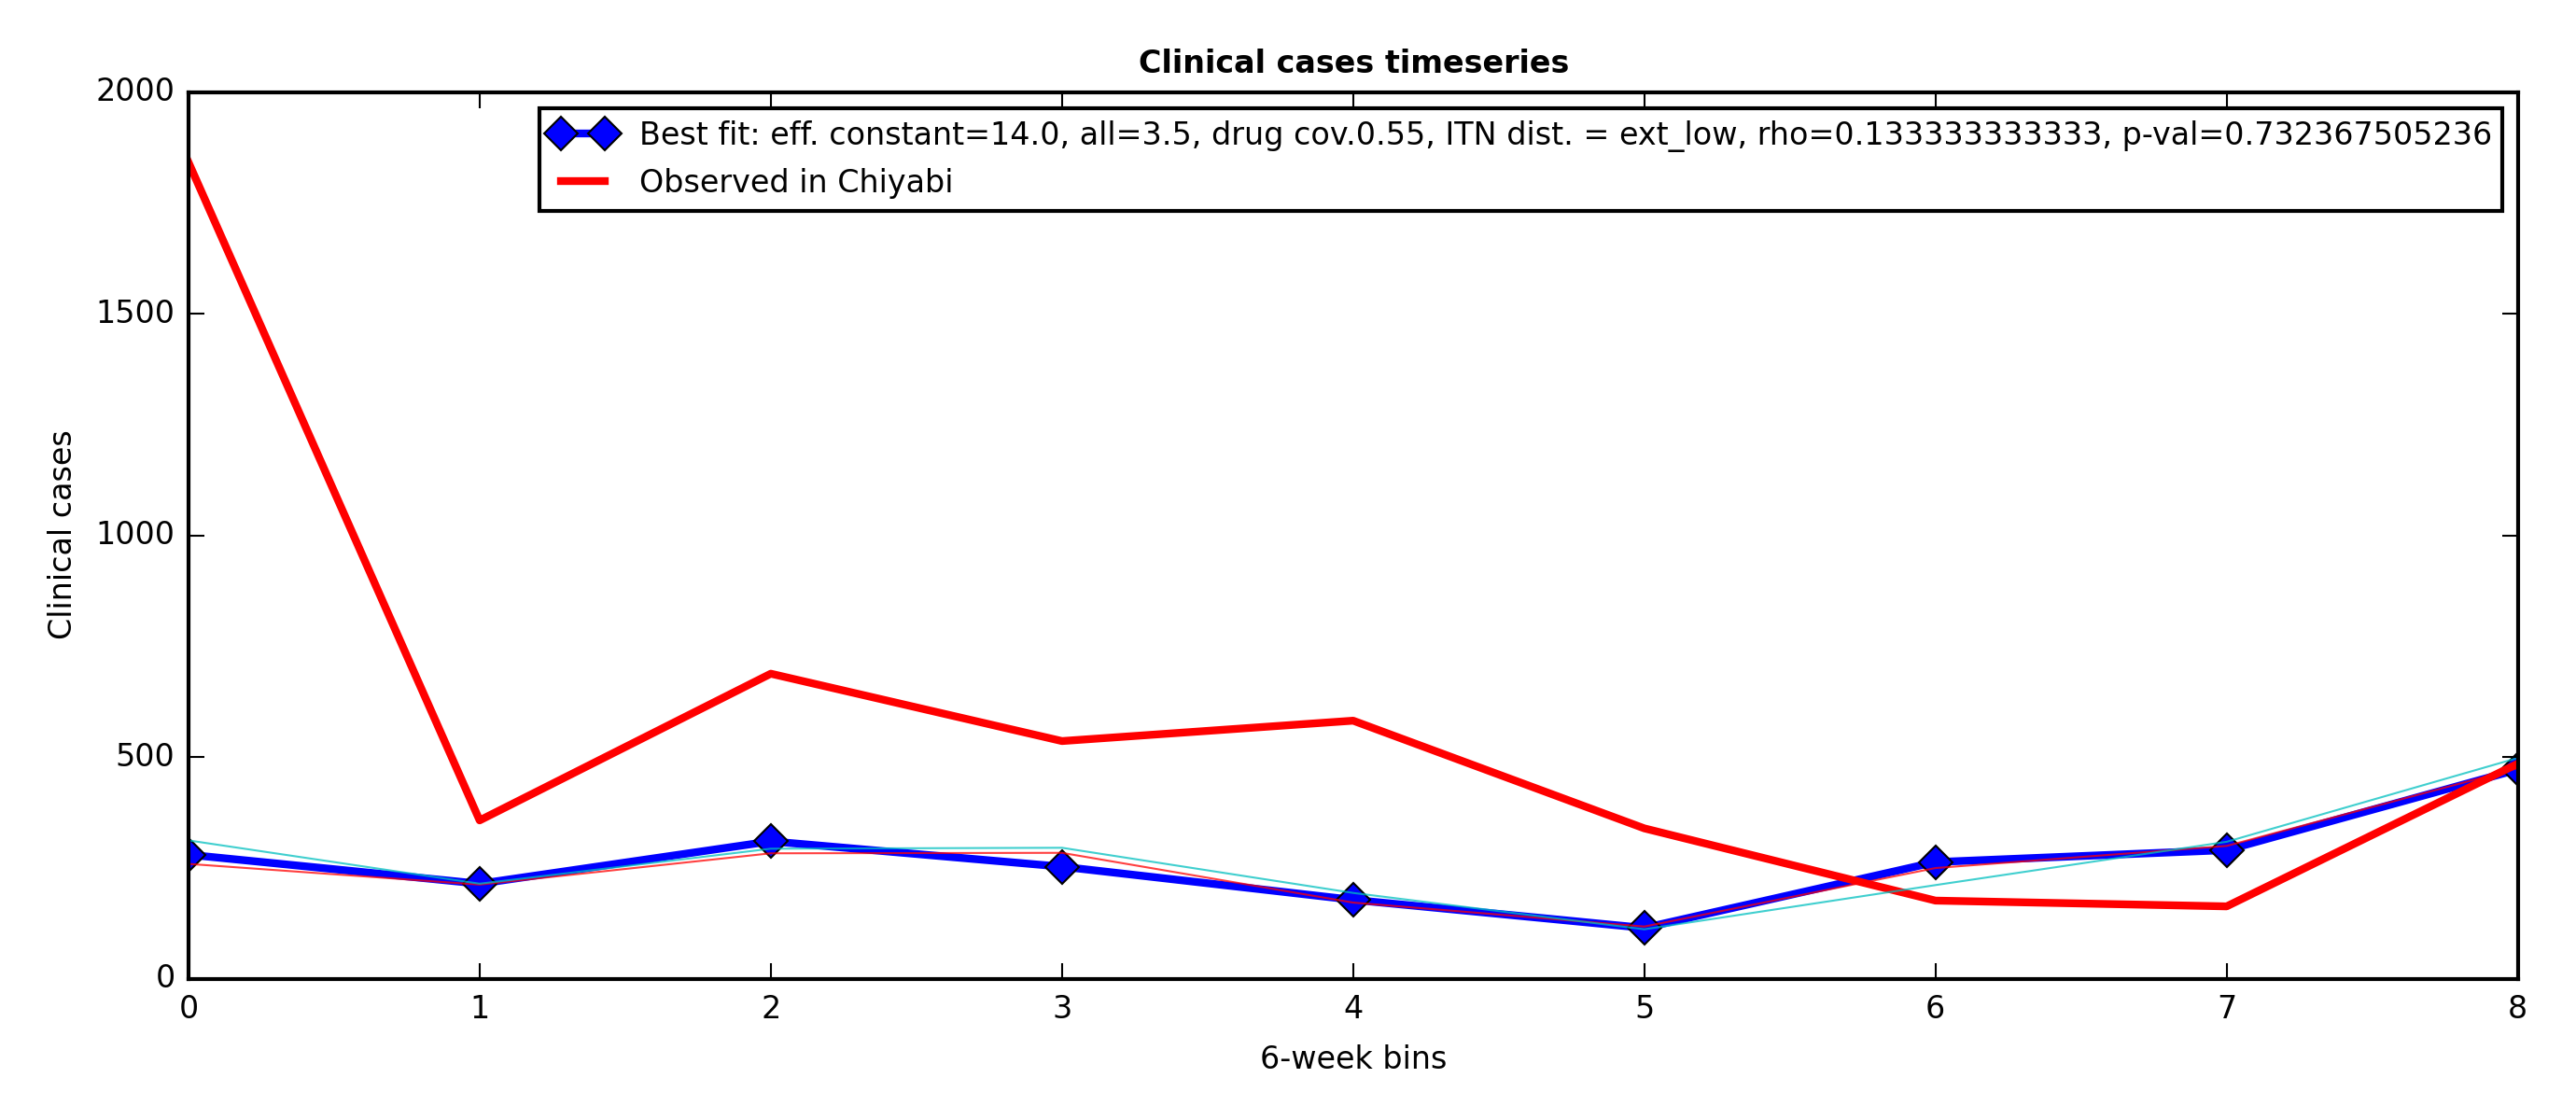 Clinical cases timeseries
2000
1500
1000
500
0
Clinical cases
Best fit: eff. constant=14.0, all=3.5, drug cov.0.55, ITN dist. = ext_low, rho=0.133333333333, p-val=0.732367505236
Observed in Chiyabi
0 1 2 3 4 5 6 7 8
6-week bins